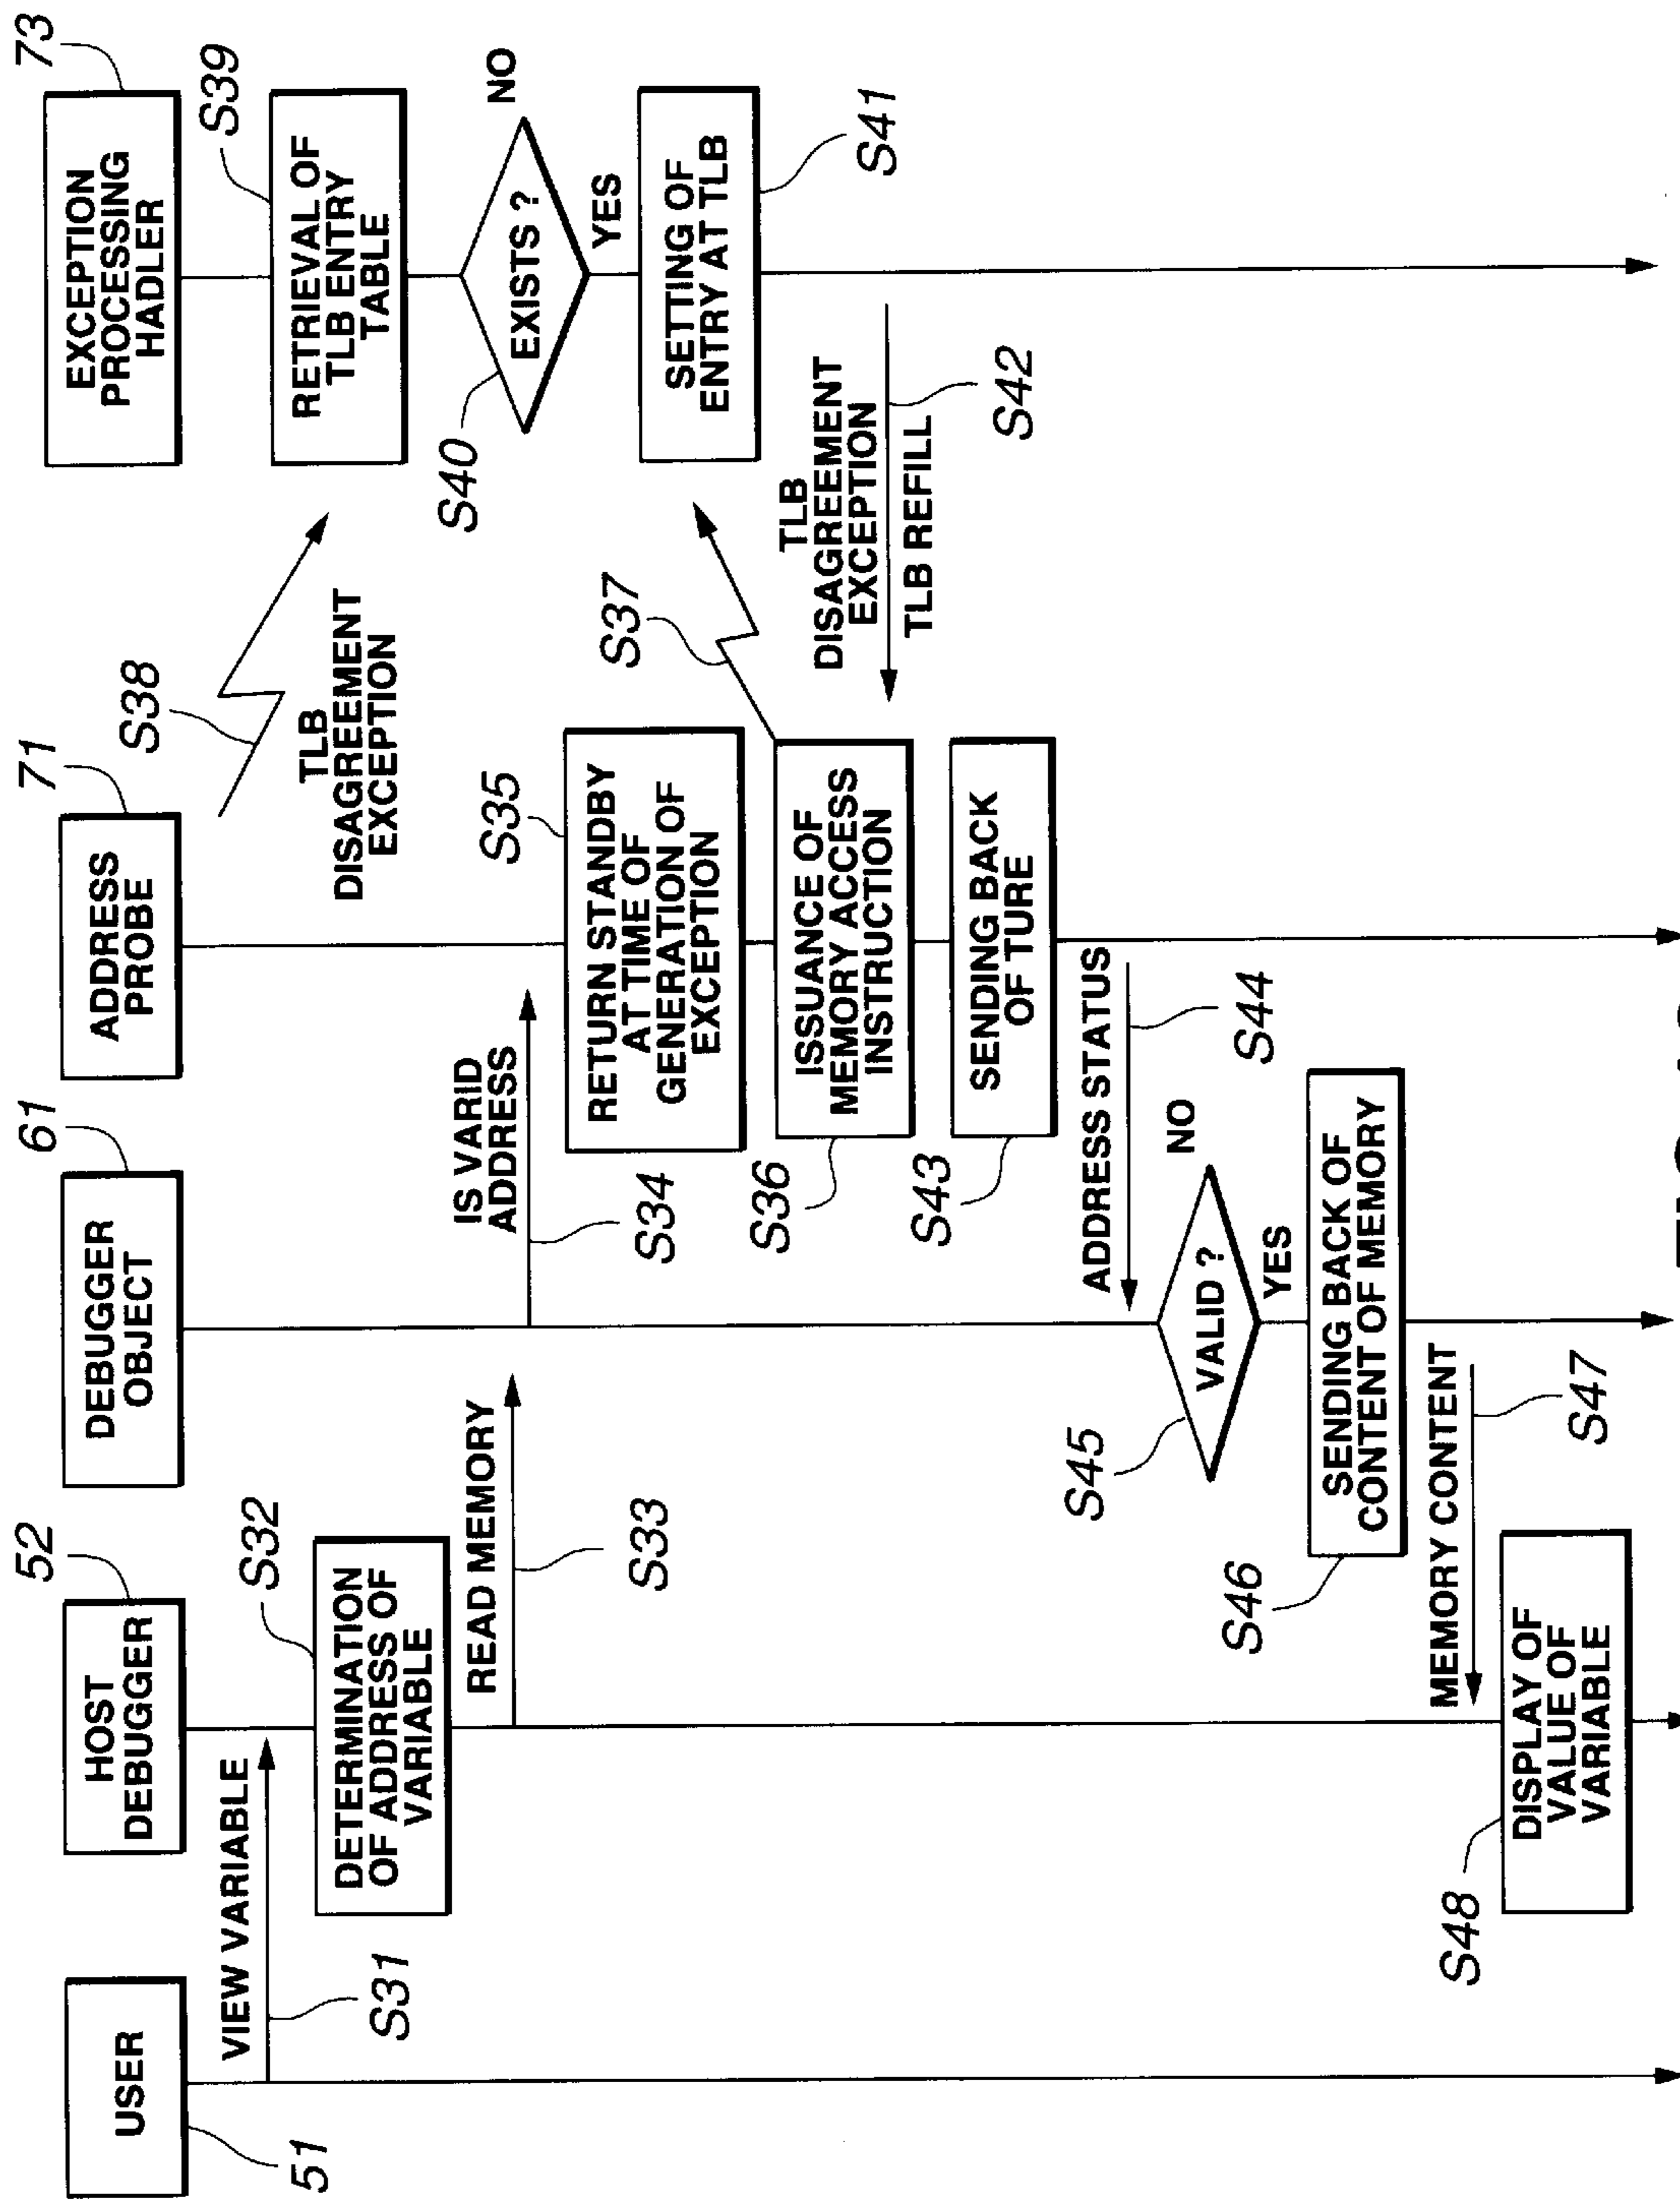 USER
51
HOST
DEBUGGER
52
DEBUGGER
OBJECT
61
ADDRESS
PROBE
71
EXCEPTION
PROCESSING
HADLER
73
VIEW VARIABLE
S31
DETERMINATION
OF ADDRESS OF
VARIABLE
S32
READ MEMORY
S33
IS VARID
ADDRESS
S34
RETURN STANDBY
AT TIME OF
GENERATION OF
EXCEPTION
S35
ISSUANCE OF
MEMORY ACCESS
INSTRUCTION
S36
S37
S38
TLB
DISAGREEMENT
EXCEPTION
RETRIEVAL OF
TLB ENTRY
TABLE
S39
EXISTS ?
S40
NO
YES
SETTING OF
ENTRY AT TLB
S41
TLB
DISAGREEMENT
EXCEPTION
TLB REFILL
S42
SENDING BACK
OF TURE
S43
ADDRESS STATUS
S44
VALID ?
S45
NO
YES
SENDING BACK OF
CONTENT OF MEMORY
S46
MEMORY CONTENT
S47
DISPLAY OF
VALUE OF
VARIABLE
S48